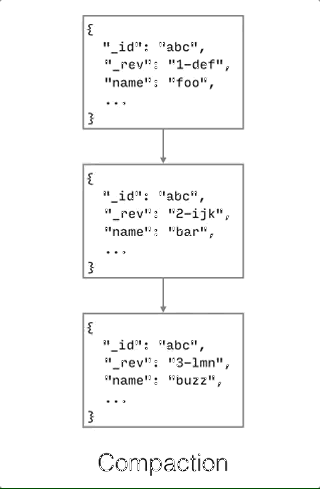 {
"_id": "abc",
"_rev": "1-def",
"name": "foo",
...
}
{
"_id": "abc",
"_rev": "2-ijk",
"name": "bar",
...
}
{
"_id": "abc",
"_rev": "3-lmn",
"name": "buzz",
...
}
Compaction